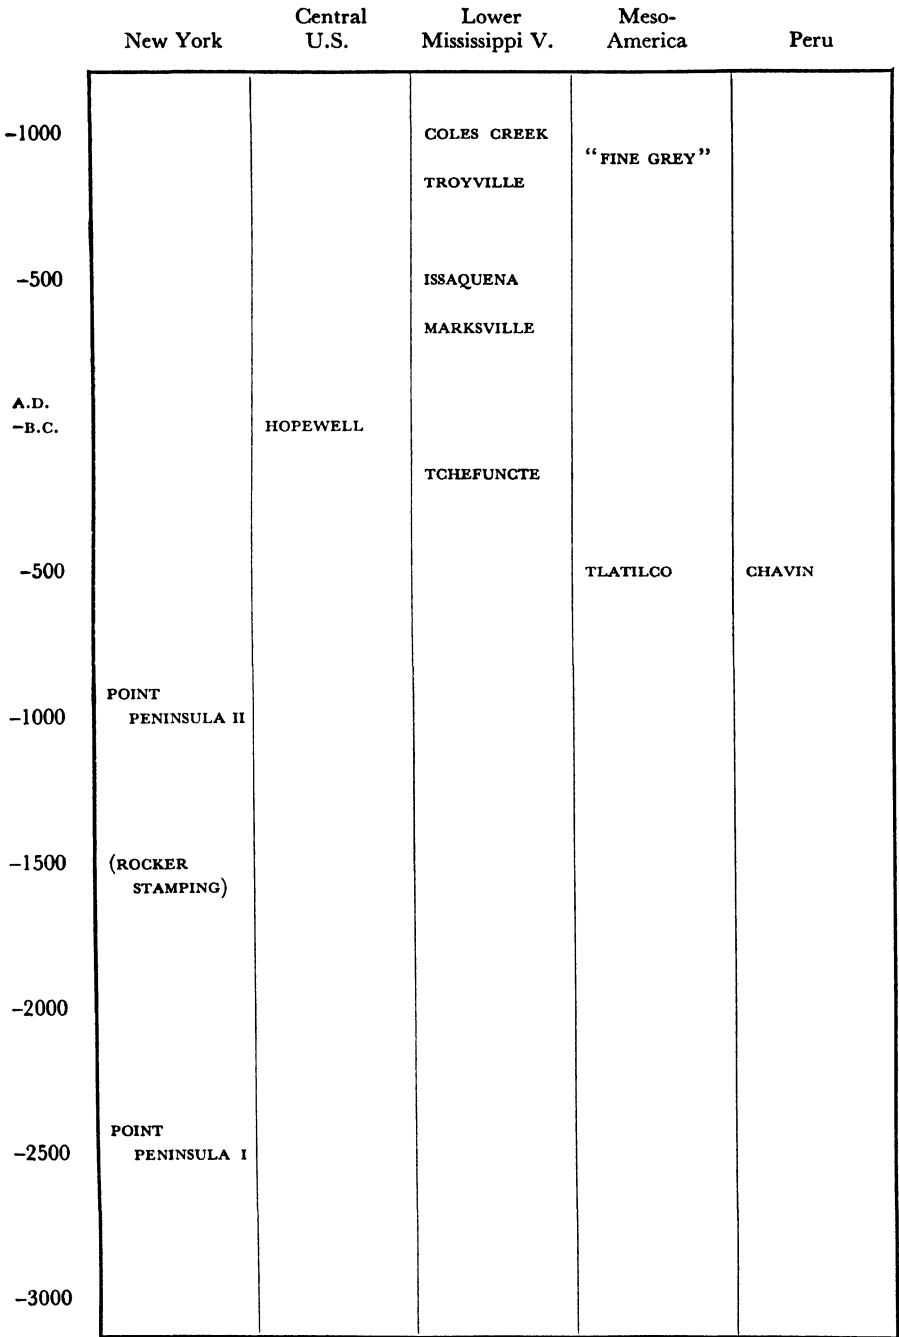 New York
Central
U.S.
Lower
Mississippi V.
Meso-
America
Peru
–1000
COLES CREEK
"FINE GREY"
TROYVILLE
–500
ISSAQUENA
MARKSVILLE
A.D.
–B.C.
HOPEWELL
TCHEFUNCTE
–500
TLATILCO
CHAVIN
POINT
–1000
PENINSULA II
–1500
(ROCKER
STAMPING)
–2000
POINT
–2500
PENINSULA I
–3000